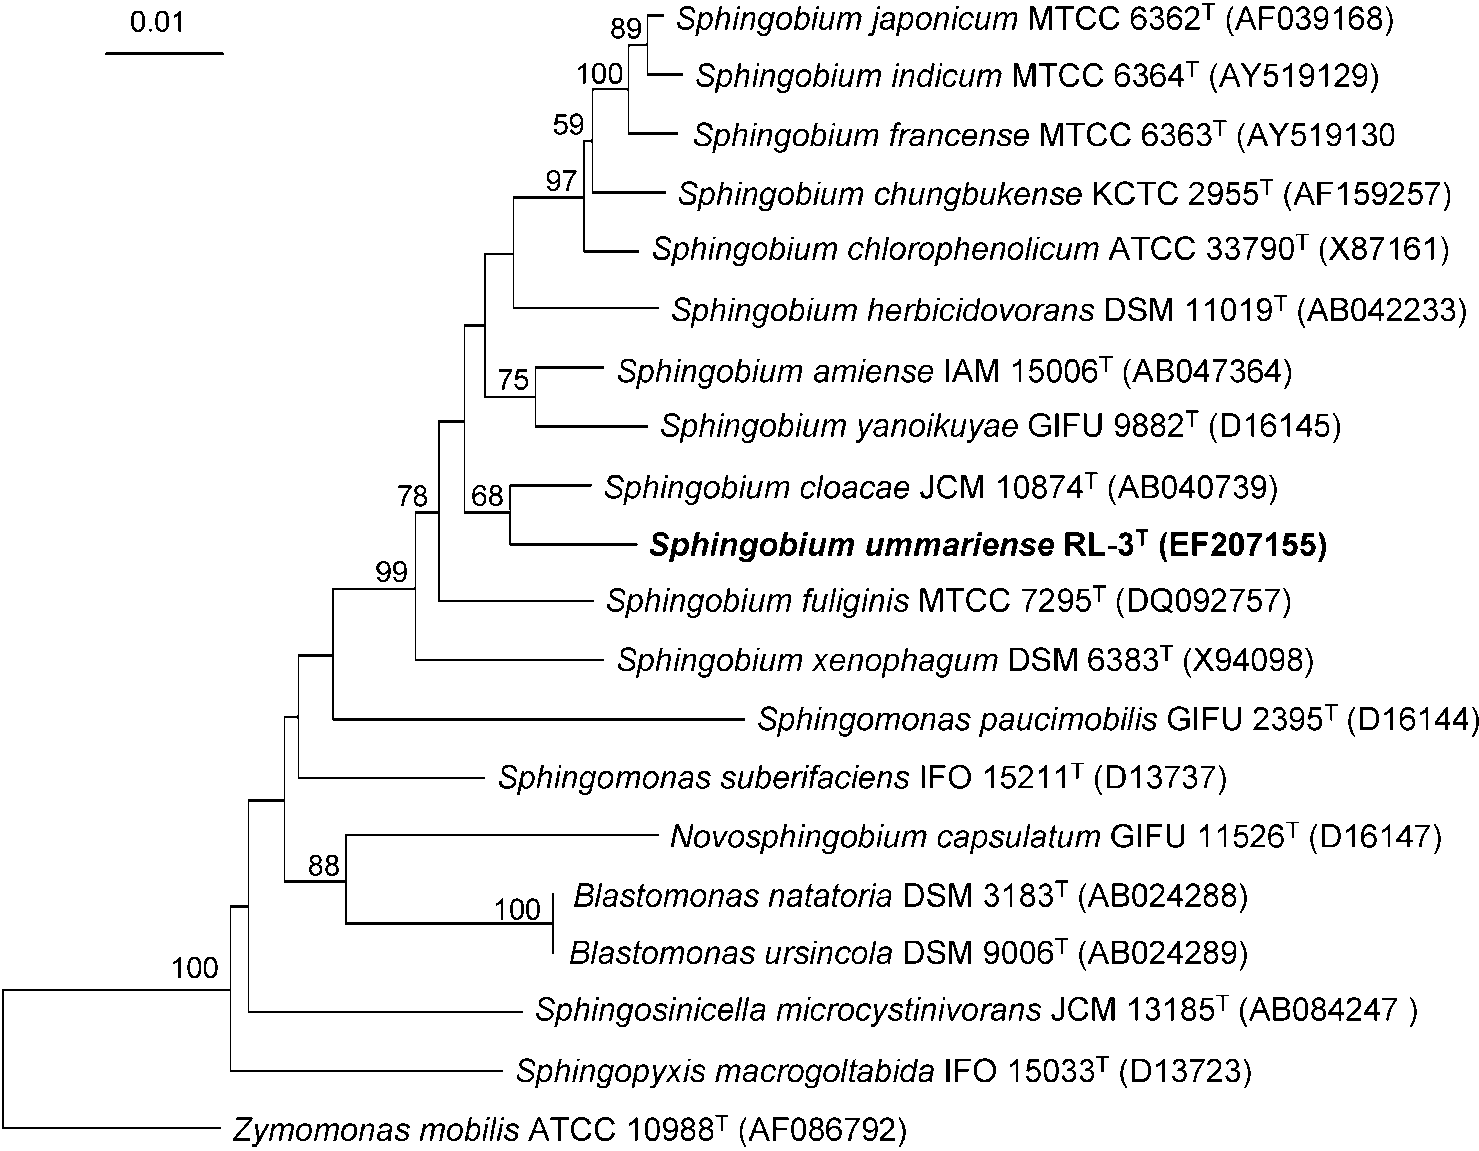 0.01
89
Sphingobium japonicum MTCC 6362ᵀ (AF039168)
100
Sphingobium indicum MTCC 6364ᵀ (AY519129)
59
Sphingobium francense MTCC 6363ᵀ (AY519130
97
Sphingobium chungbukense KCTC 2955ᵀ (AF159257)
Sphingobium chlorophenolicum ATCC 33790ᵀ (X87161)
Sphingobium herbicidovorans DSM 11019ᵀ (AB042233)
75
Sphingobium amiense IAM 15006ᵀ (AB047364)
Sphingobium yanoikuyae GIFU 9882ᵀ (D16145)
78
68
Sphingobium cloacae JCM 10874ᵀ (AB040739)
Sphingobium ummariense RL-3ᵀ (EF207155)
99
Sphingobium fuliginis MTCC 7295ᵀ (DQ092757)
Sphingobium xenophagum DSM 6383ᵀ (X94098)
Sphingomonas paucimobilis GIFU 2395ᵀ (D16144)
Sphingomonas suberifaciens IFO 15211ᵀ (D13737)
Novosphingobium capsulatum GIFU 11526ᵀ (D16147)
88
Blastomonas natatoria DSM 3183ᵀ (AB024288)
100
Blastomonas ursincola DSM 9006ᵀ (AB024289)
100
Sphingosinicella microcystinivorans JCM 13185ᵀ (AB084247 )
Sphingopyxis macrogoltabida IFO 15033ᵀ (D13723)
Zymomonas mobilis ATCC 10988ᵀ (AF086792)